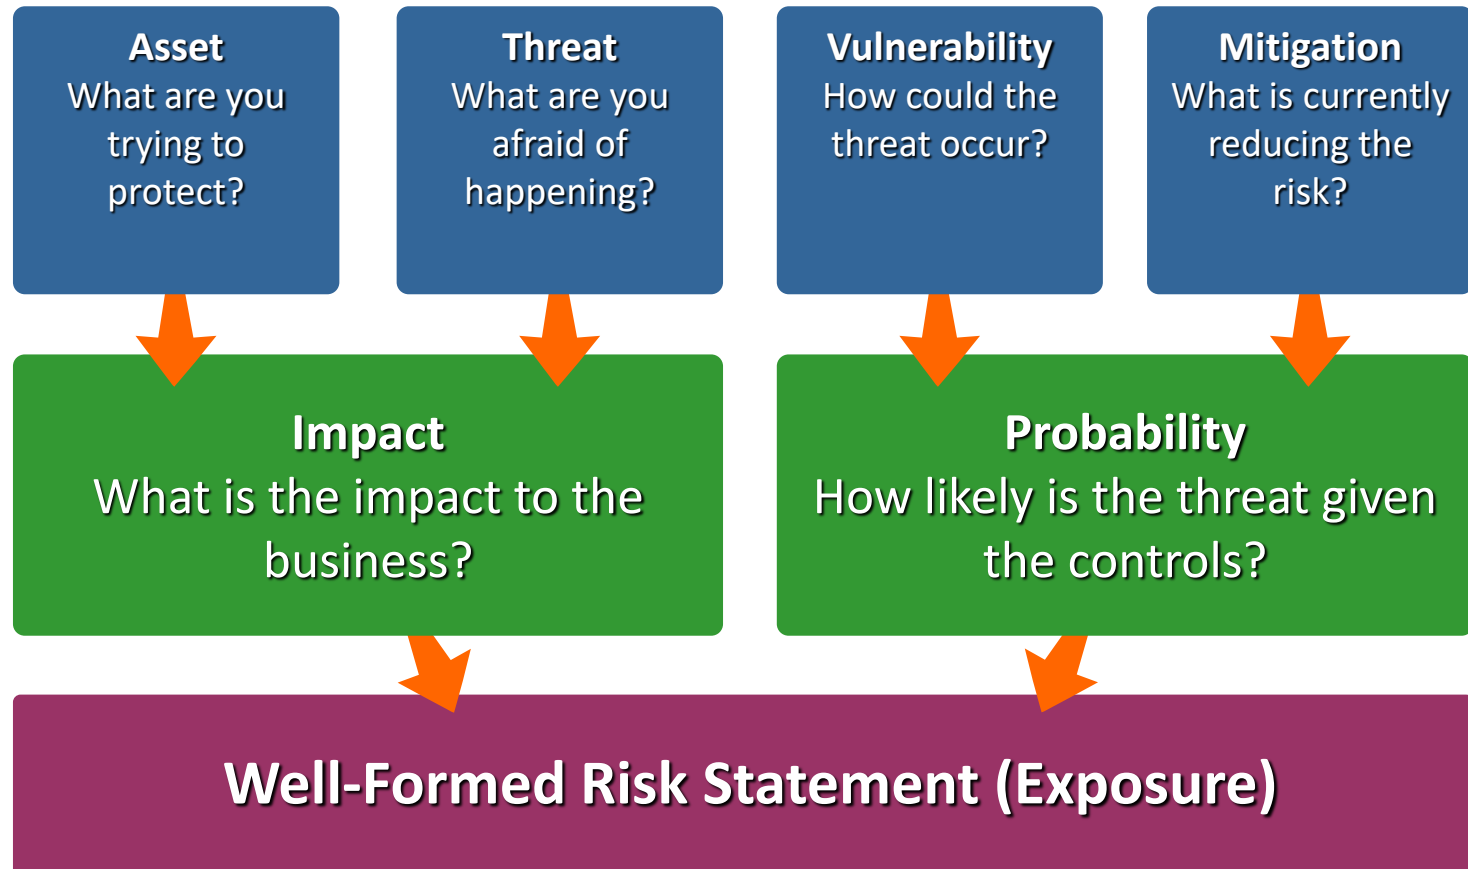 Asset
What are you
trying to
protect?
Threat
What are you
afraid of
happening?
Vulnerability
How could the
threat occur?
Mitigation
What is currently
reducing the
risk?
Impact
What is the impact to the
business?
Probability
How likely is the threat given
the controls?
Well-Formed Risk Statement (Exposure)